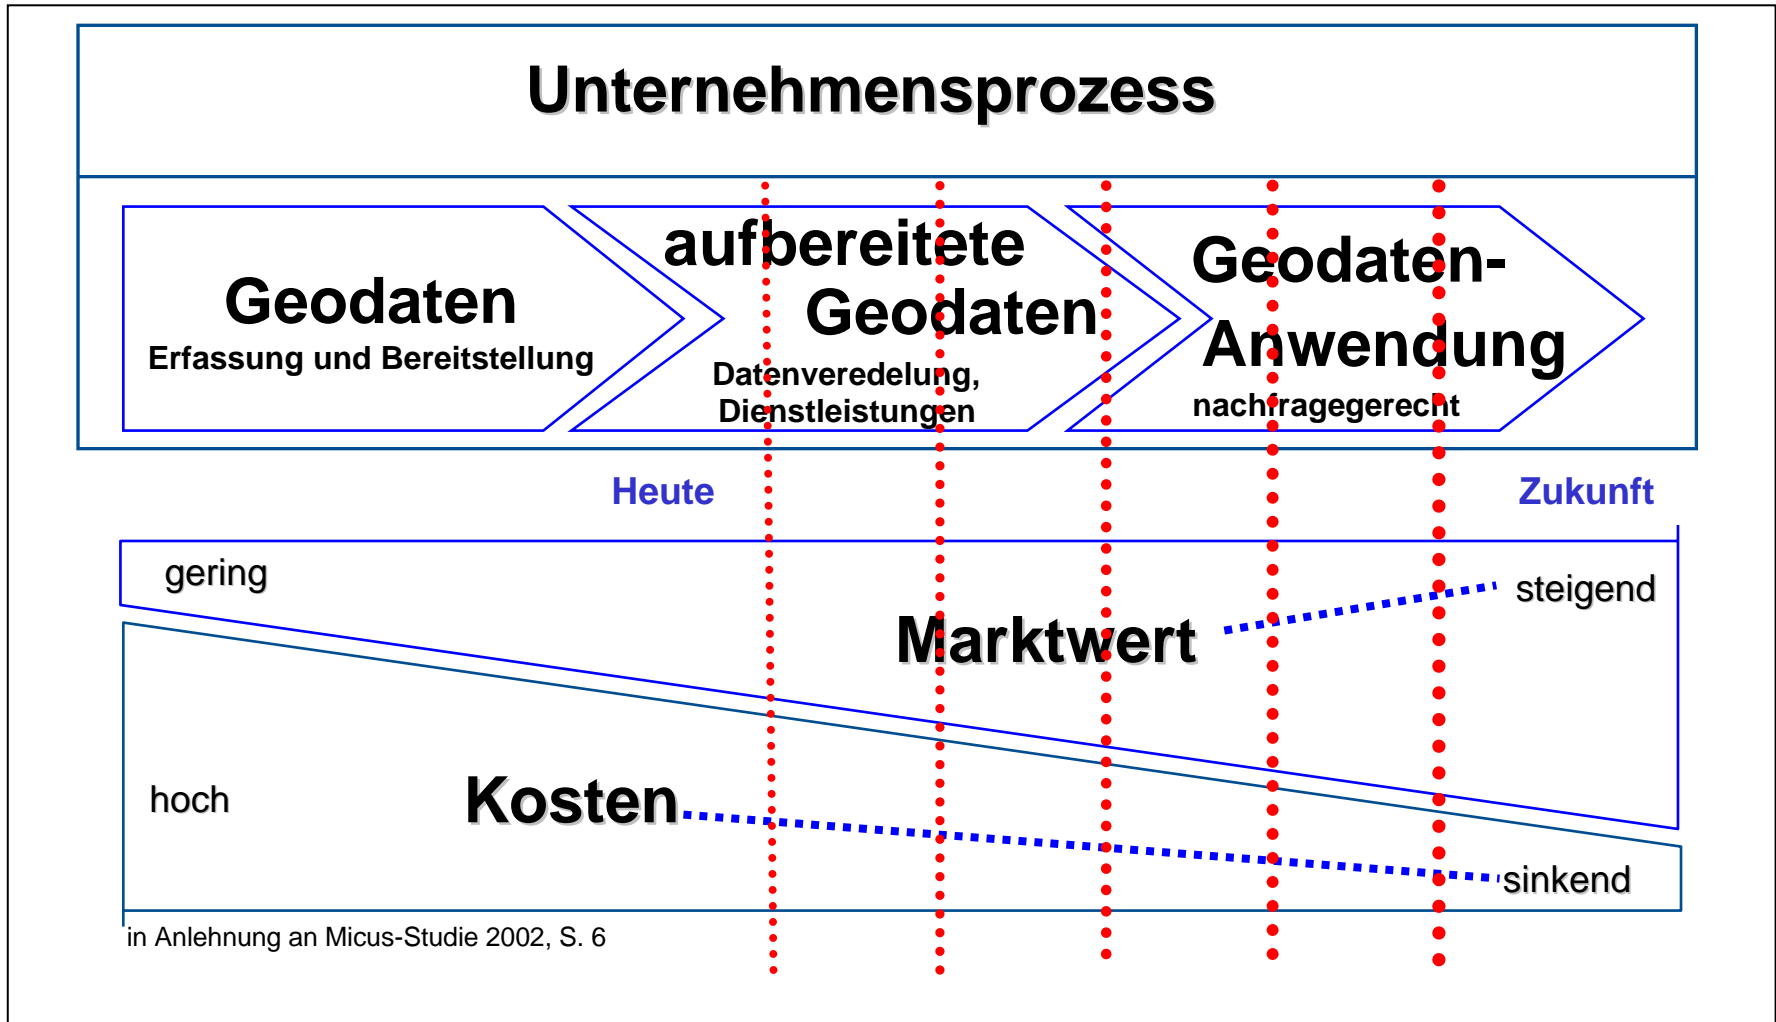 Unternehmensprozess
Geodaten
Erfassung und Bereitstellung
aufbereitete
Geodaten
Datenveredelung,
Dienstleistungen
Geodaten-
Anwendung
nachfragegerecht
Heute
Zukunft
gering
steigend
Marktwert
hoch
Kosten
sinkend
in Anlehnung an Micus-Studie 2002, S. 6